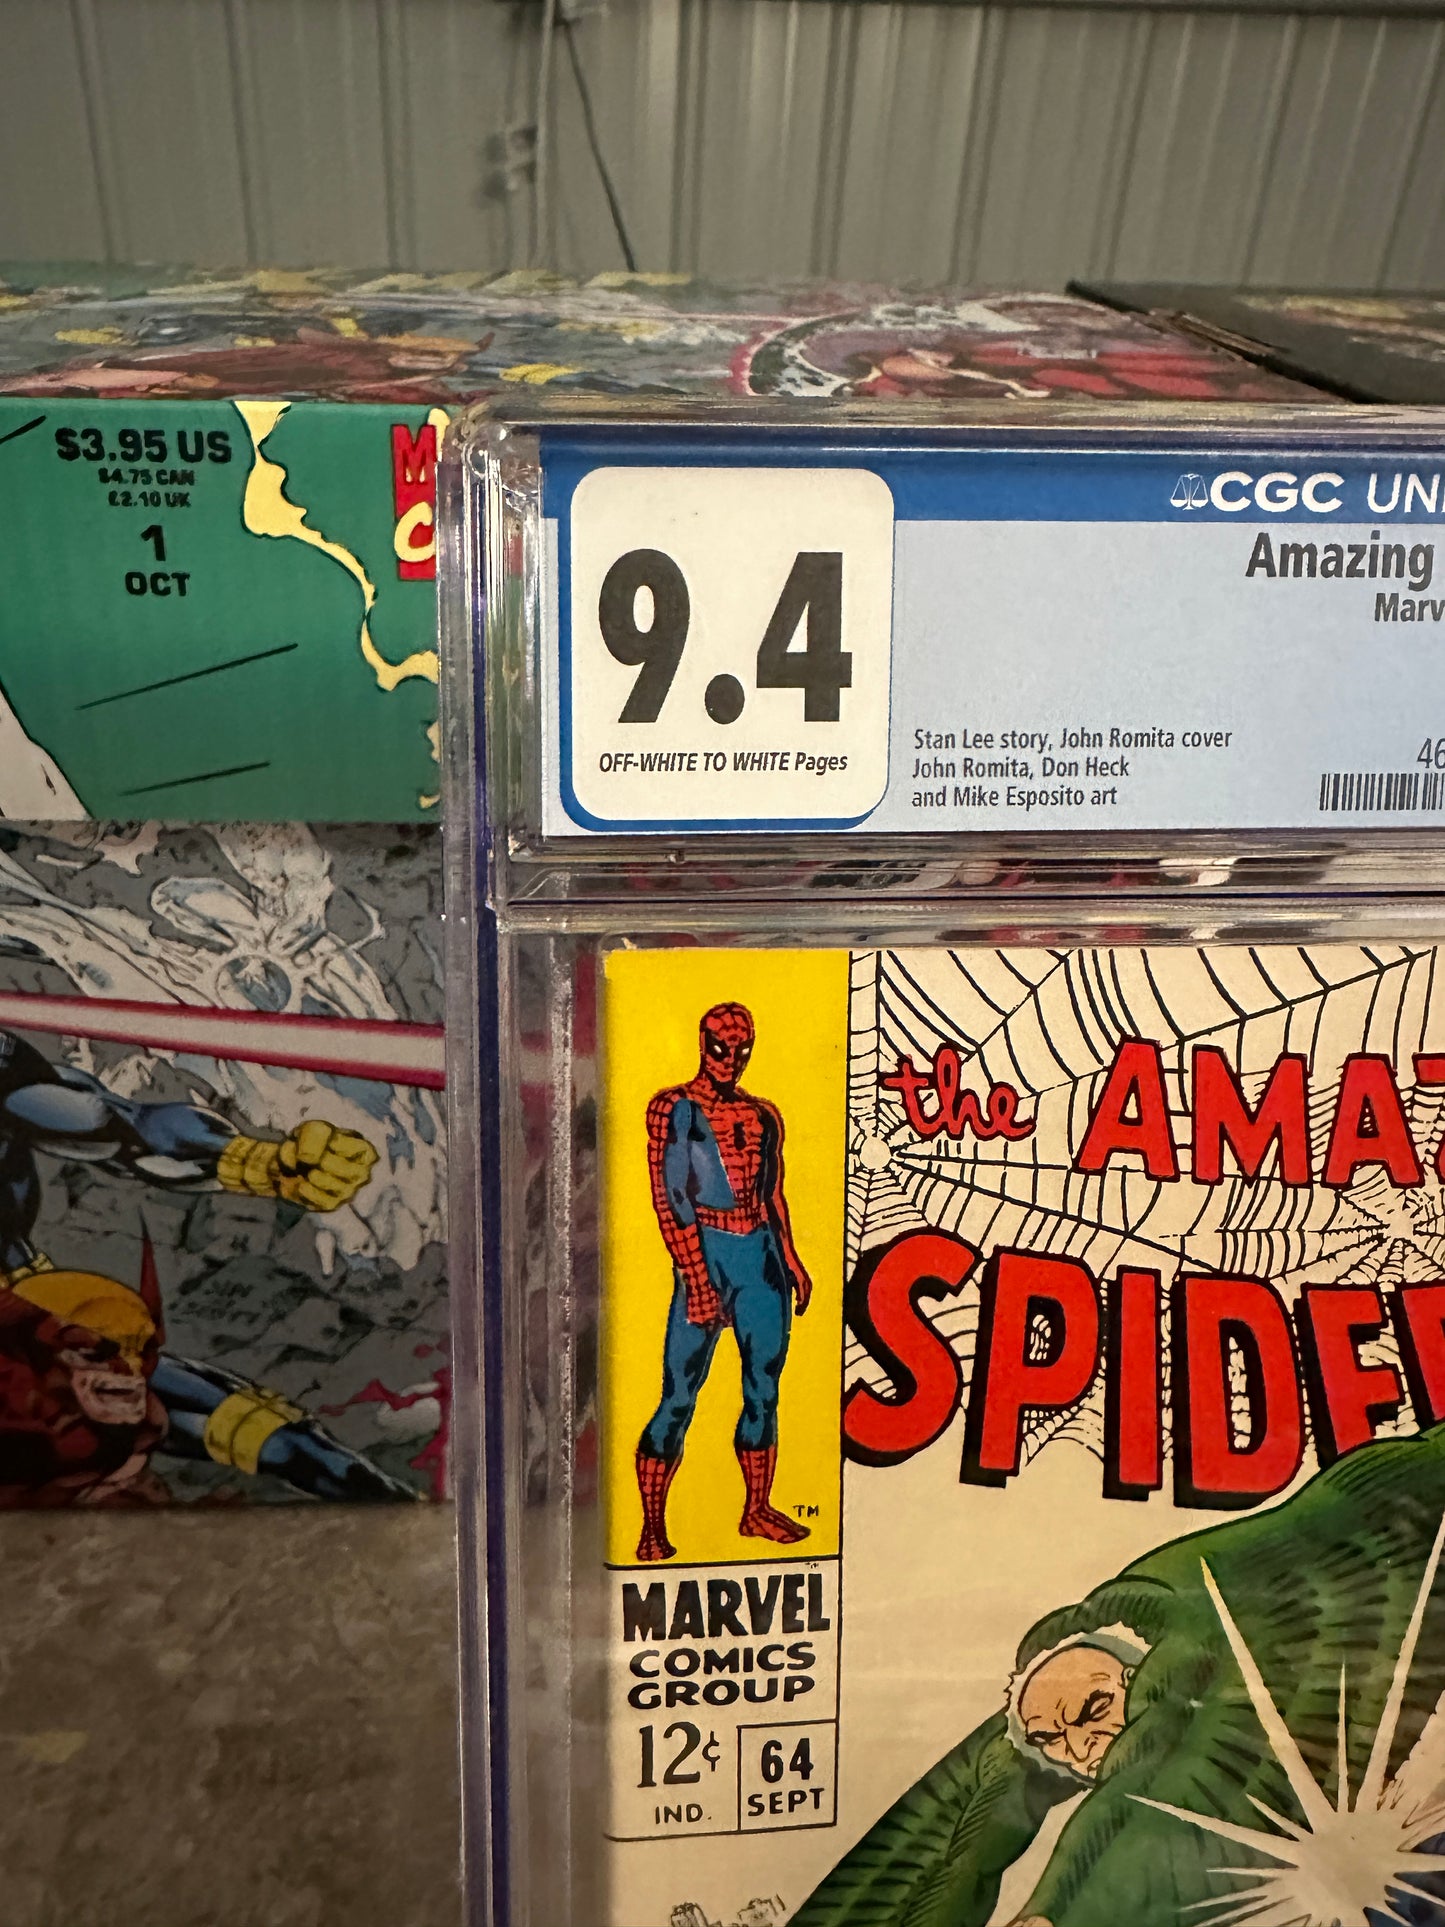 $3.95 US
$4.75 CAN
£2.10 UK
1
OCT
M
C
CGC UNI
9.4
OFF-WHITE TO WHITE Pages
Amazing
Marv
Stan Lee story, John Romita cover
John Romita, Don Heck
and Mike Esposito art
46
the AMAZ
SPIDER
TM
MARVEL
COMICS
GROUP
12¢
IND.
64
SEPT